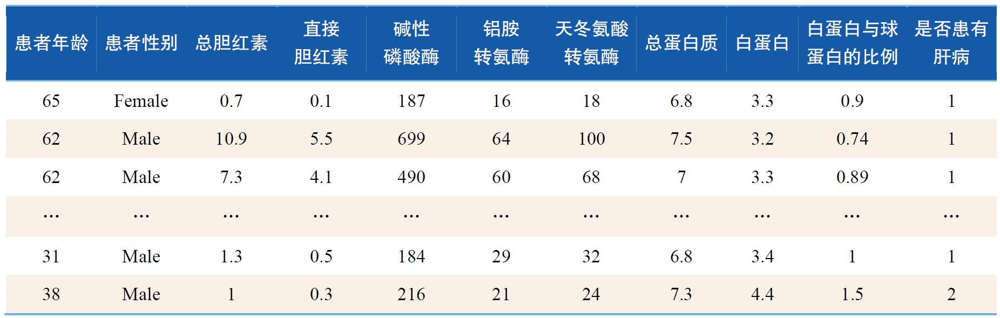 患者年龄 患者性别 总胆红素 直接胆红素 碱性磷酸酶 铝胺转氨酶 天冬氨酸转氨酶 总蛋白质 白蛋白 白蛋白与球蛋白的比例 是否患有肝病
65 Female 0.7 0.1 187 16 18 6.8 3.3 0.9 1
62 Male 10.9 5.5 699 64 100 7.5 3.2 0.74 1
62 Male 7.3 4.1 490 60 68 7 3.3 0.89 1
… … … … … … … … … … …
31 Male 1.3 0.5 184 29 32 6.8 3.4 1 1
38 Male 1 0.3 216 21 24 7.3 4.4 1.5 2